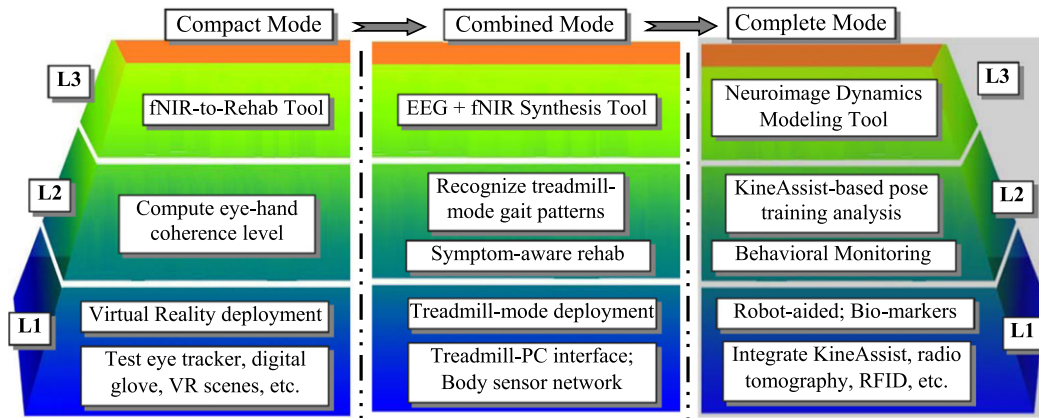 Compact Mode
Combined Mode
Complete Mode
L3
fNIR-to-Rehab Tool
EEG + fNIR Synthesis Tool
Neuroimage Dynamics
Modeling Tool
L3
L2
Compute eye-hand
coherence level
Recognize treadmill-
mode gait patterns
Symptom-aware rehab
KineAssist-based pose
training analysis
Behavioral Monitoring
L2
L1
Virtual Reality deployment
Test eye tracker, digital
glove, VR scenes, etc.
Treadmill-mode deployment
Treadmill-PC interface;
Body sensor network
Robot-aided; Bio-markers
Integrate KineAssist, radio
tomography, RFID, etc.
L1